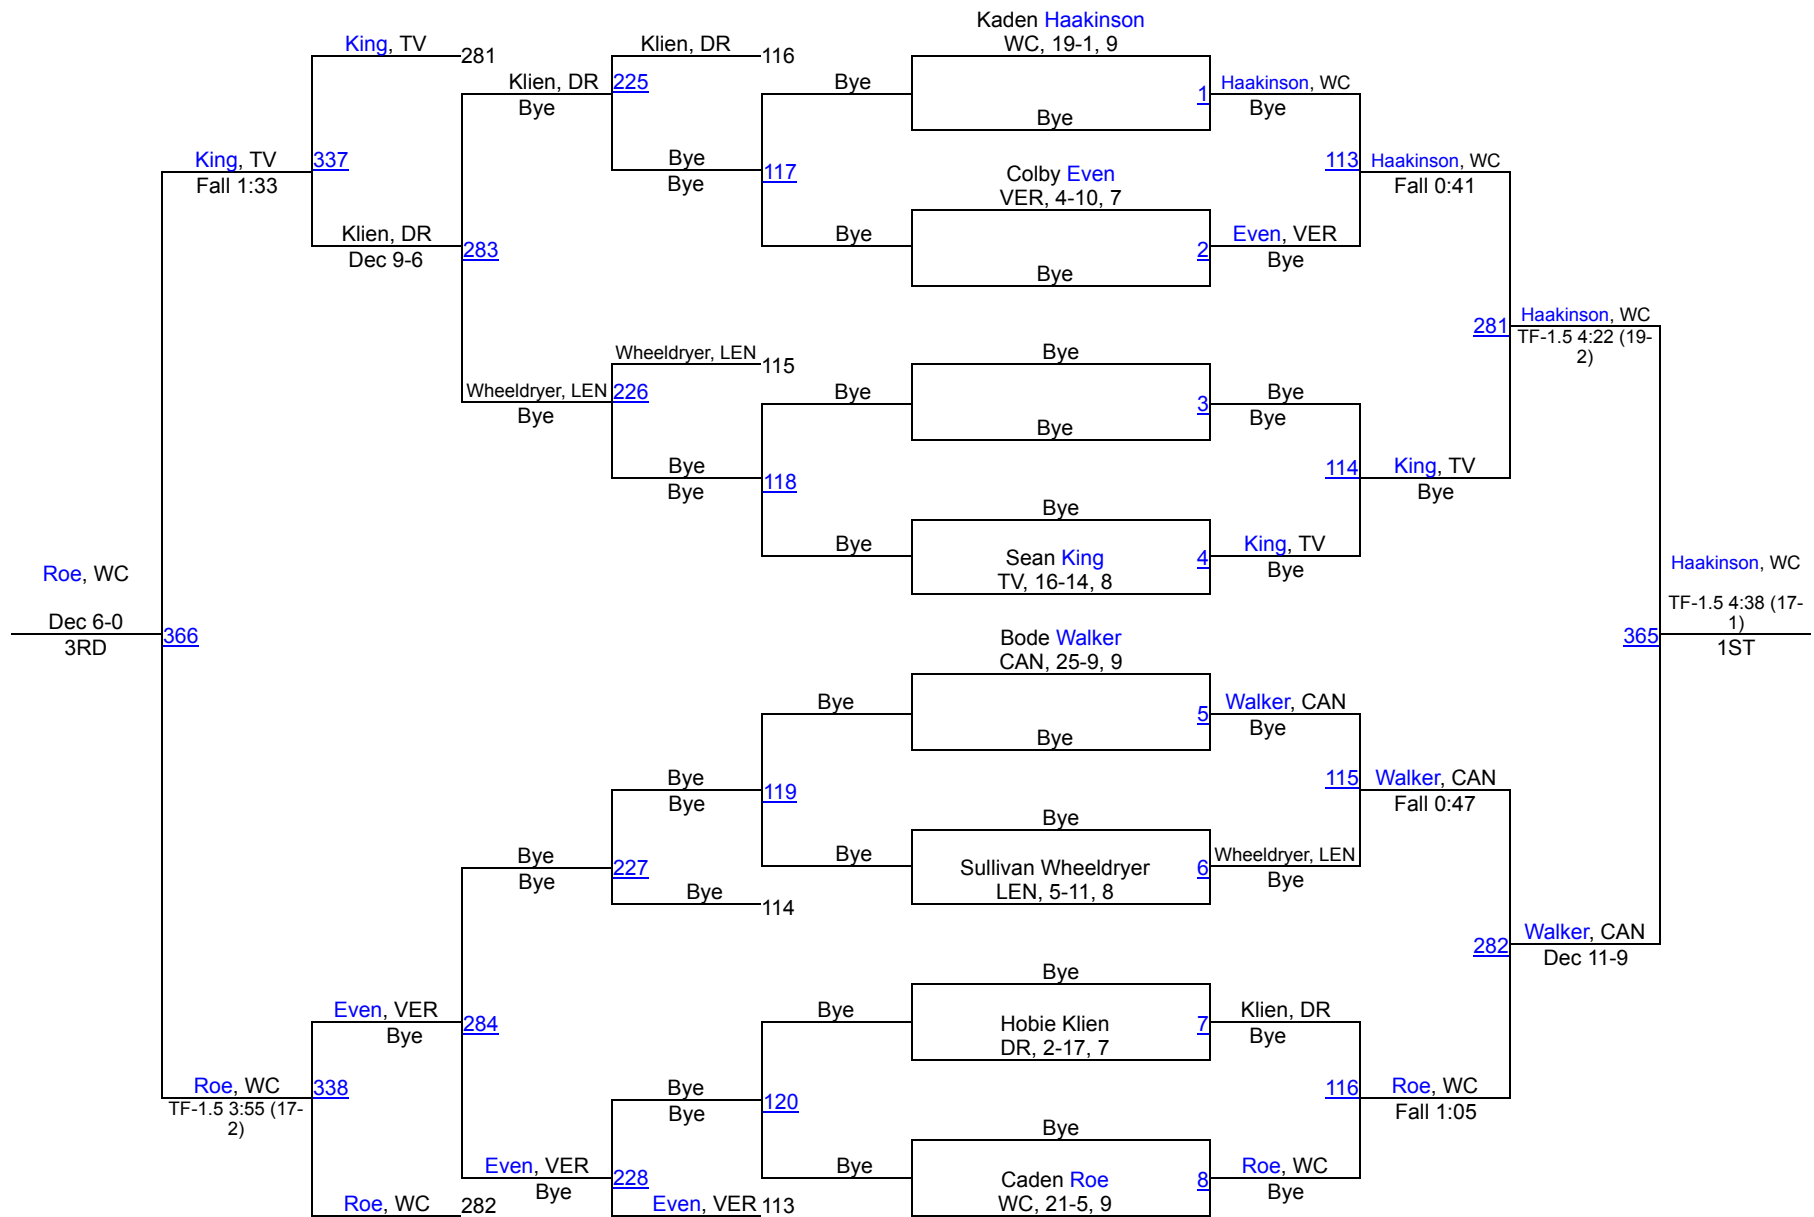 Kaden Haakinson
WC, 19-1, 9
King, TV
281
Klien, DR
116
Klien, DR
225
Bye
Bye
1
Haakinson, WC
Bye
Bye
Bye
King, TV
337
Fall 1:33
Bye
Bye
117
Colby Even
VER, 4-10, 7
113
Haakinson, WC
Fall 0:41
Klien, DR
Dec 9-6
283
Bye
2
Even, VER
Bye
Bye
281
Haakinson, WC
TF-1.5 4:22 (19-
2)
Wheeldryer, LEN
115
Bye
Wheeldryer, LEN
226
Bye
Bye
3
Bye
Bye
Bye
Bye
Bye
118
114
King, TV
Bye
Bye
Bye
Sean King
TV, 16-14, 8
4
King, TV
Bye
Roe, WC
Dec 6-0
3RD
366
Haakinson, WC
TF-1.5 4:38 (17-
1)
1ST
365
Bode Walker
CAN, 25-9, 9
Bye
5
Walker, CAN
Bye
Bye
Bye
Bye
119
115
Walker, CAN
Fall 0:47
Bye
Bye
Bye
227
Bye
Sullivan Wheeldryer
LEN, 5-11, 8
6
Wheeldryer, LEN
Bye
Bye
114
282
Walker, CAN
Dec 11-9
Bye
Even, VER
Bye
284
Bye
Hobie Klien
DR, 2-17, 7
7
Klien, DR
Bye
Roe, WC
338
TF-1.5 3:55 (17-
2)
Bye
Bye
120
116
Roe, WC
Fall 1:05
Bye
Even, VER
Bye
228
Bye
Caden Roe
WC, 21-5, 9
8
Roe, WC
Bye
Roe, WC
282
Even, VER
113